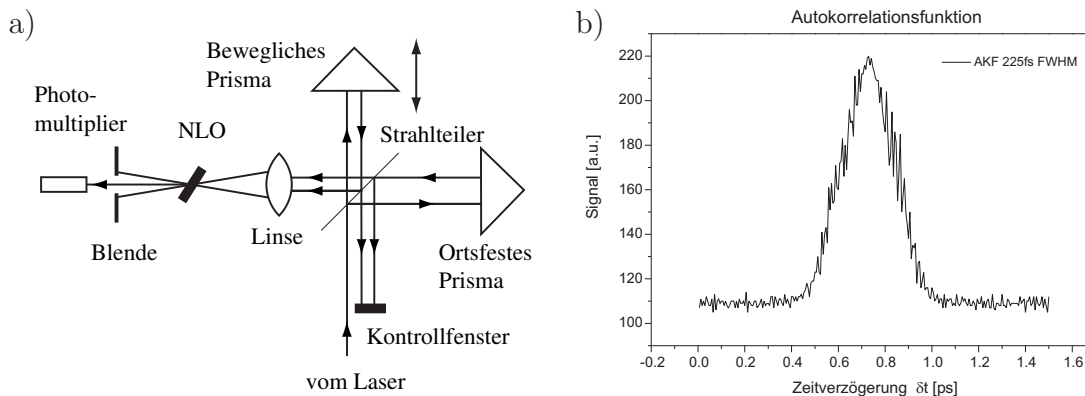 a)
Bewegliches
Prisma
Photo-
multiplier
NLO
Strahlteiler
Blende
Linse
Ortsfestes
Prisma
Kontrollfenster
vom Laser
b)
Autokorrelationsfunktion
AKF 225fs FWHM
Signal [a.u.]
220
200
180
160
140
120
100
-0.2 0.0 0.2 0.4 0.6 0.8 1.0 1.2 1.4 1.6
Zeitverzögerung δt [ps]